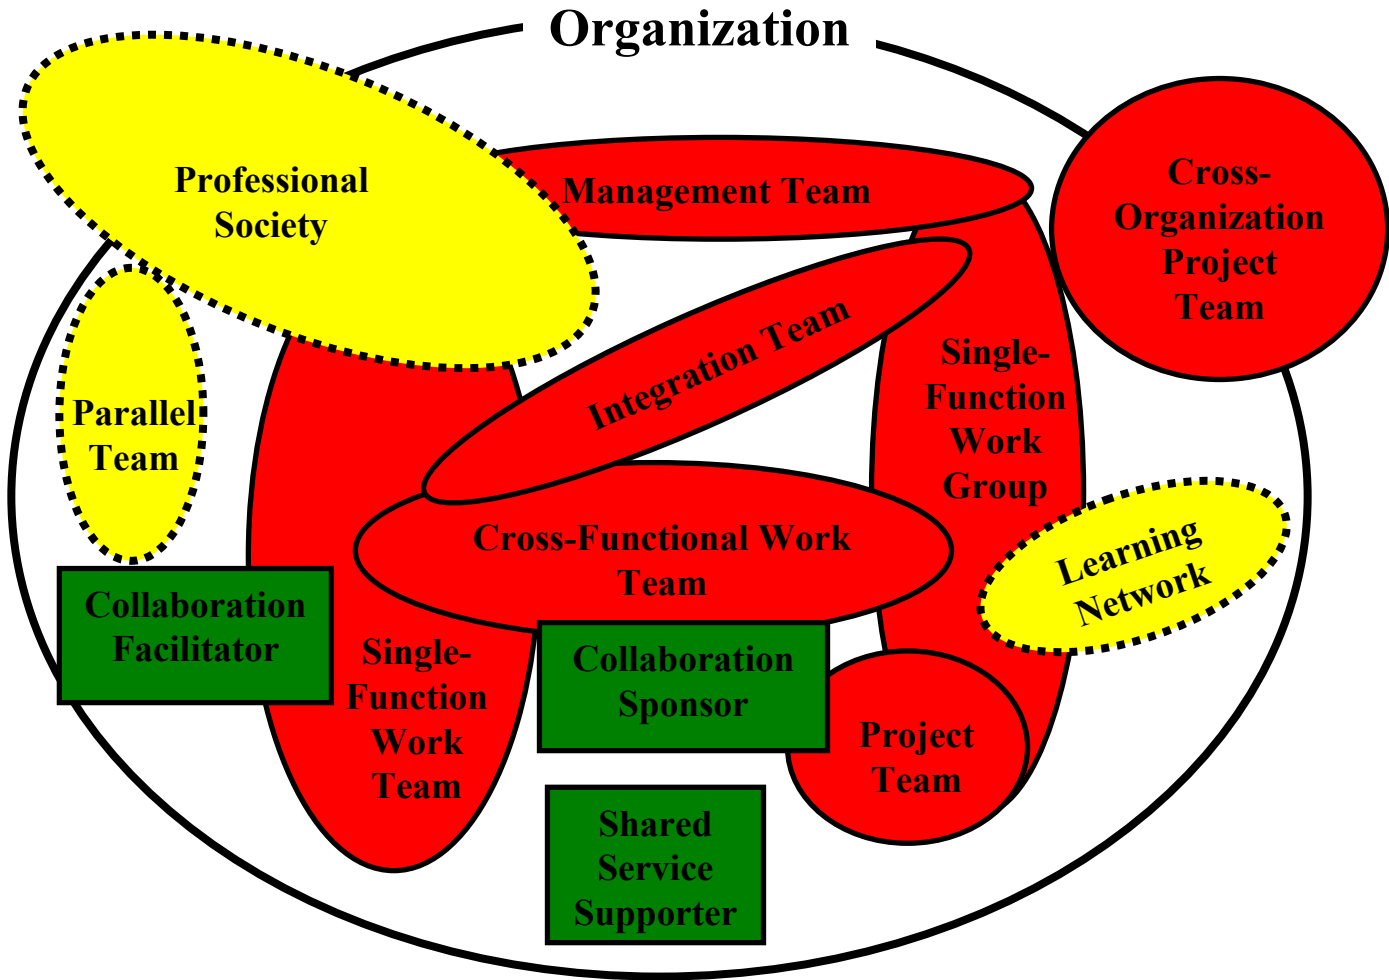 Organization
Professional
Society
Management Team
Cross-
Organization
Project
Team
Integration Team
Single-
Function
Work
Group
Parallel
Team
Cross-Functional Work
Team
Learning
Network
Collaboration
Facilitator
Single-
Function
Work
Team
Collaboration
Sponsor
Project
Team
Shared
Service
Supporter